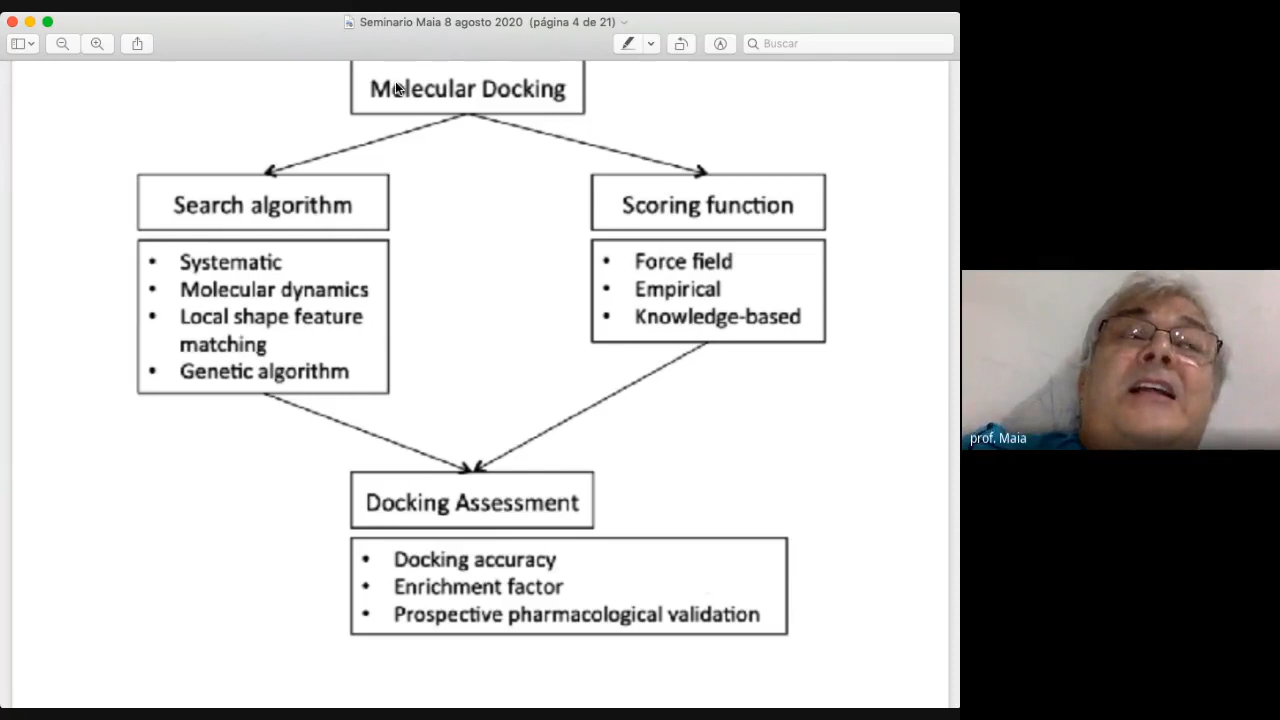 Seminario Maia 8 agosto 2020 (página 4 de 21)
Buscar
Molecular Docking
Search algorithm
• Systematic
• Molecular dynamics
• Local shape feature
matching
• Genetic algorithm
Scoring function
• Force field
• Empirical
• Knowledge-based
Docking Assessment
• Docking accuracy
• Enrichment factor
• Prospective pharmacological validation
prof. Maia